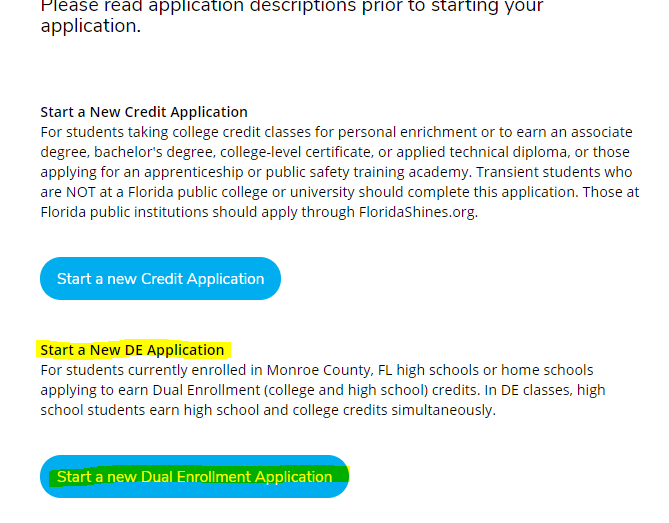 Please read application descriptions prior to starting your
application.
Start a New Credit Application
For students taking college credit classes for personal enrichment or to earn an associate
degree, bachelor's degree, college-level certificate, or applied technical diploma, or those
applying for an apprenticeship or public safety training academy. Transient students who
are NOT at a Florida public college or university should complete this application. Those at
Florida public institutions should apply through FloridaShines.org.
Start a new Credit Application
Start a New DE Application
For students currently enrolled in Monroe County, FL high schools or home schools
applying to earn Dual Enrollment (college and high school) credits. In DE classes, high
school students earn high school and college credits simultaneously.
Start a new Dual Enrollment Application